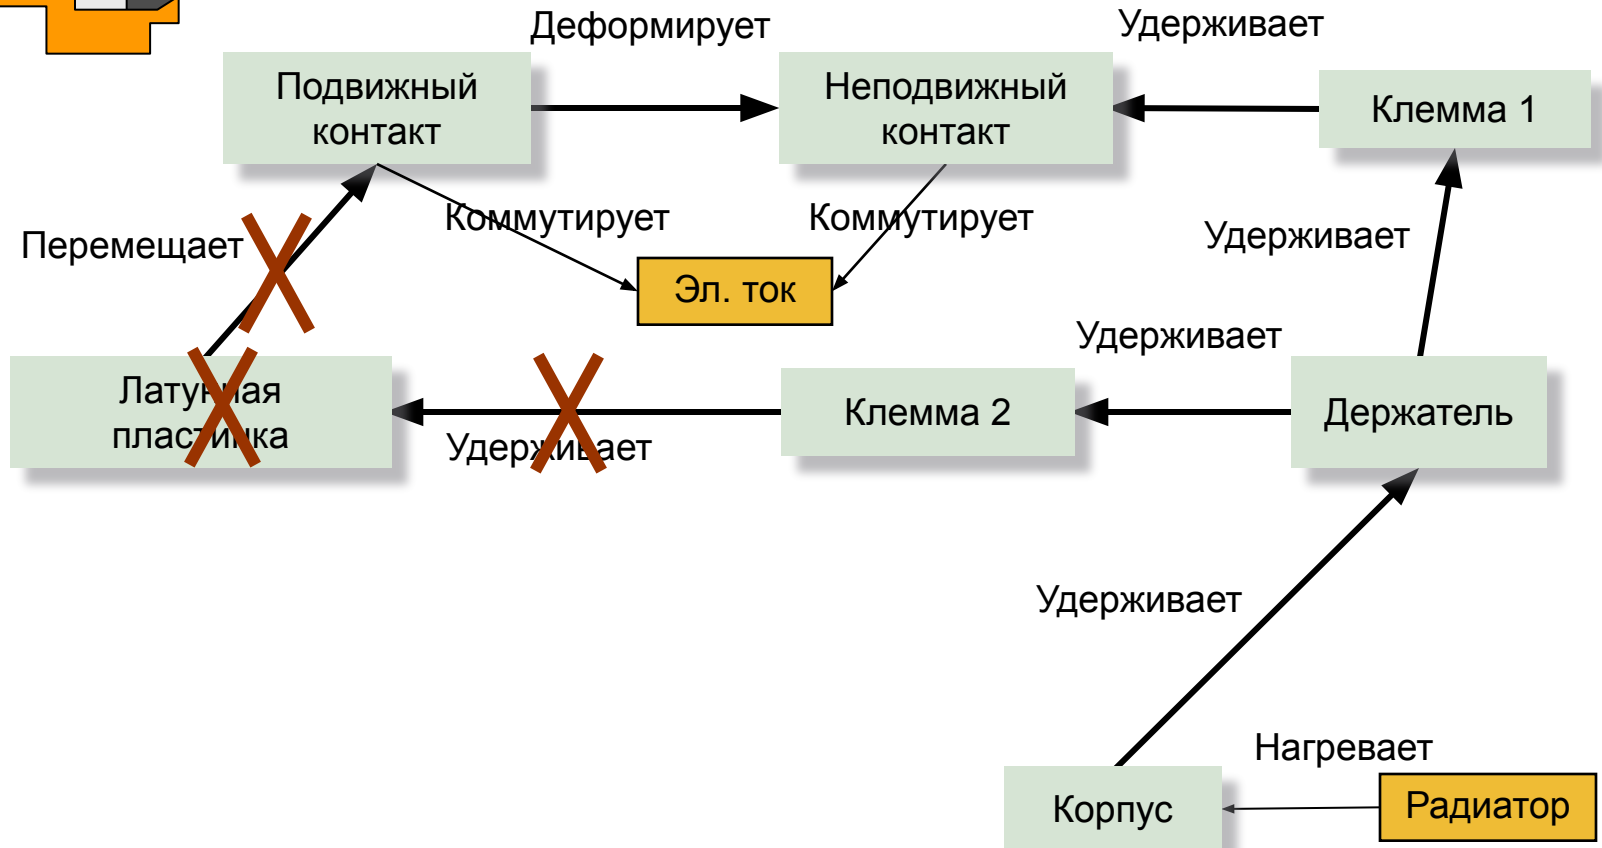 Деформирует
Удерживает
Подвижный
контакт
Неподвижный
контакт
Клемма 1
Коммутирует
Коммутирует
Перемещает
Удерживает
Эл. ток
Удерживает
Латунная
пластинка
Клемма 2
Держатель
Удерживает
Удерживает
Нагревает
Корпус
Радиатор